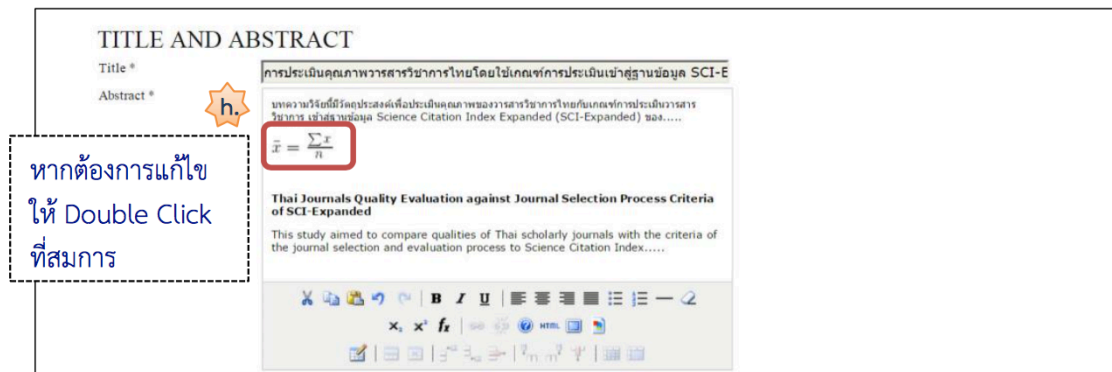 TITLE AND ABSTRACT
Title *
การประเมินคุณภาพวารสารวิชาการไทยโดยใช้เกณฑ์การประเมินเข้าสู่ฐานข้อมูล SCI-E
Abstract *
h.
บทความวิจัยนี้มีวัตถุประสงค์เพื่อประเมินคุณภาพของวารสารวิชาการไทยกับเกณฑ์การประเมินวารสาร
วิชาการ เข้าสู่ฐานข้อมูล Science Citation Index Expanded (SCI-Expanded) ของ.....
x̄ = ∑x / n
หากต้องการแก้ไข
ให้ Double Click
ที่สมการ
Thai Journals Quality Evaluation against Journal Selection Process Criteria
of SCI-Expanded
This study aimed to compare qualities of Thai scholarly journals with the criteria of
the journal selection and evaluation process to Science Citation Index.....
B I U
x₂ x² fx HTML